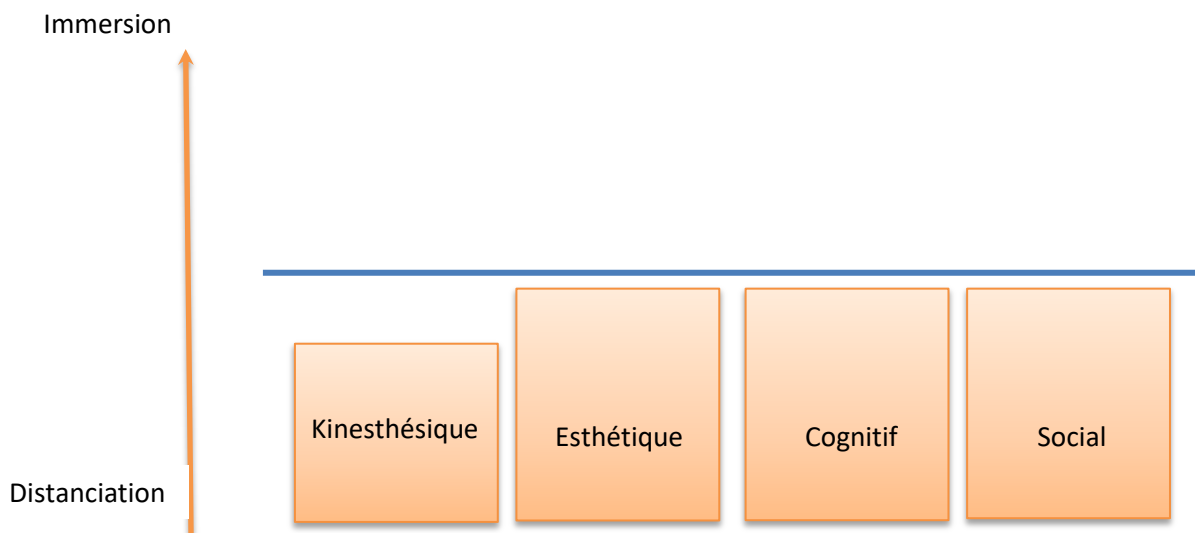 Immersion
Kinesthésique
Esthétique
Cognitif
Social
Distanciation